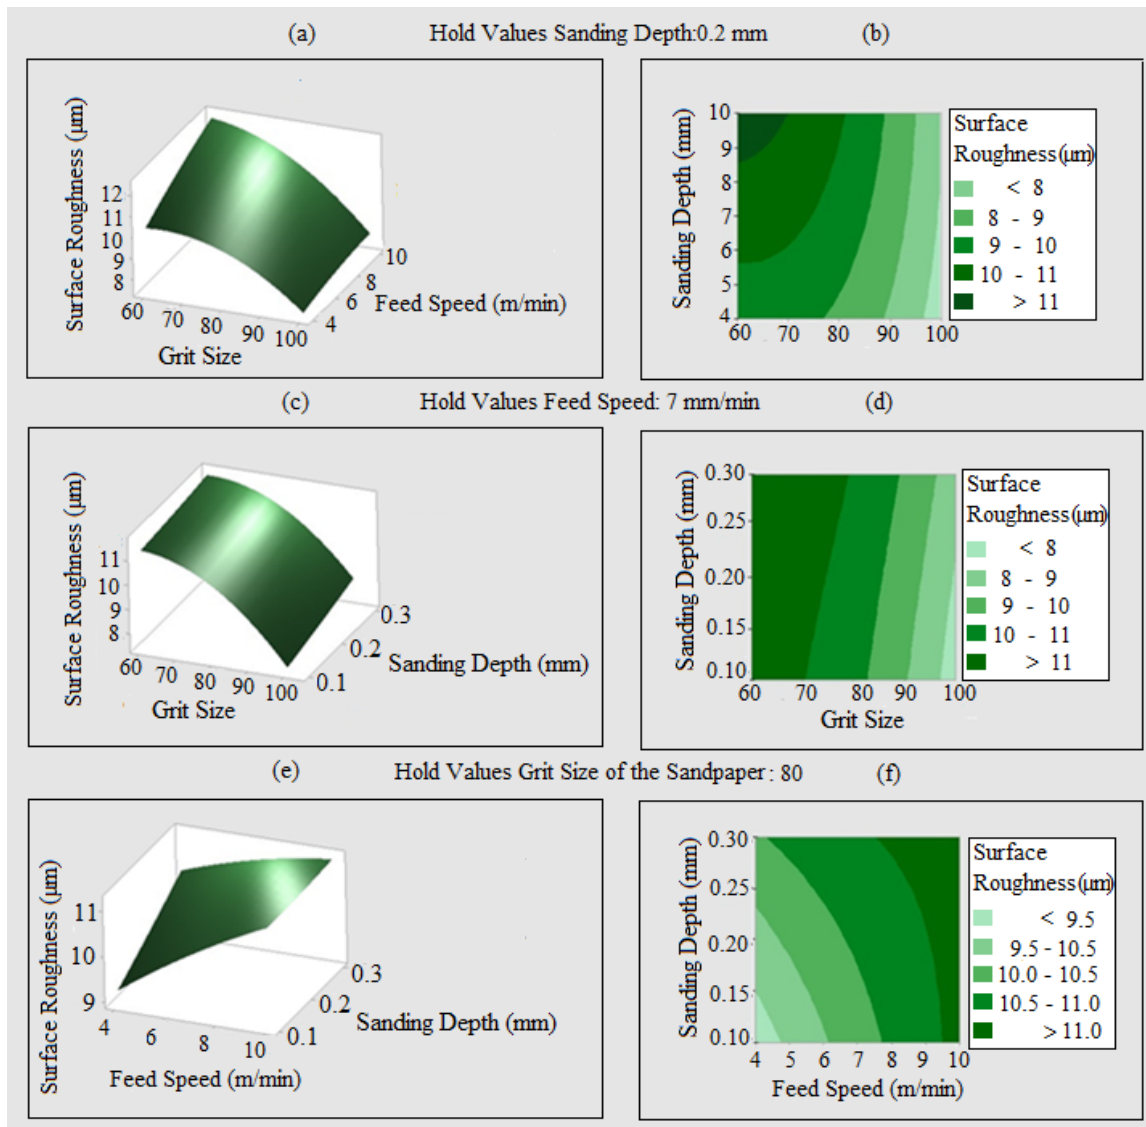 (a) Hold Values Sanding Depth:0.2 mm (b)
Surface Roughness (μm)
12
11
10
9
8
60 70 80 90 100
Grit Size
4 6 8 10
Feed Speed (m/min)
Sanding Depth (mm)
10
9
8
7
6
5
4
60 70 80 90 100
Surface
Roughness(μm)
< 8
8 - 9
9 - 10
10 - 11
> 11
(c) Hold Values Feed Speed: 7 mm/min (d)
Surface Roughness (μm)
11
10
9
8
60 70 80 90 100
Grit Size
0.1 0.2 0.3
Sanding Depth (mm)
Sanding Depth (mm)
0.30
0.25
0.20
0.15
0.10
60 70 80 90 100
Grit Size
Surface
Roughness(μm)
< 8
8 - 9
9 - 10
10 - 11
> 11
(e) Hold Values Grit Size of the Sandpaper: 80 (f)
Surface Roughness (μm)
11
10
9
4 6 8 10
Feed Speed (m/min)
0.1 0.2 0.3
Sanding Depth (mm)
Sanding Depth (mm)
0.30
0.25
0.20
0.15
0.10
4 5 6 7 8 9 10
Feed Speed (m/min)
Surface
Roughness(μm)
< 9.5
9.5 - 10.5
10.0 - 10.5
10.5 - 11.0
> 11.0